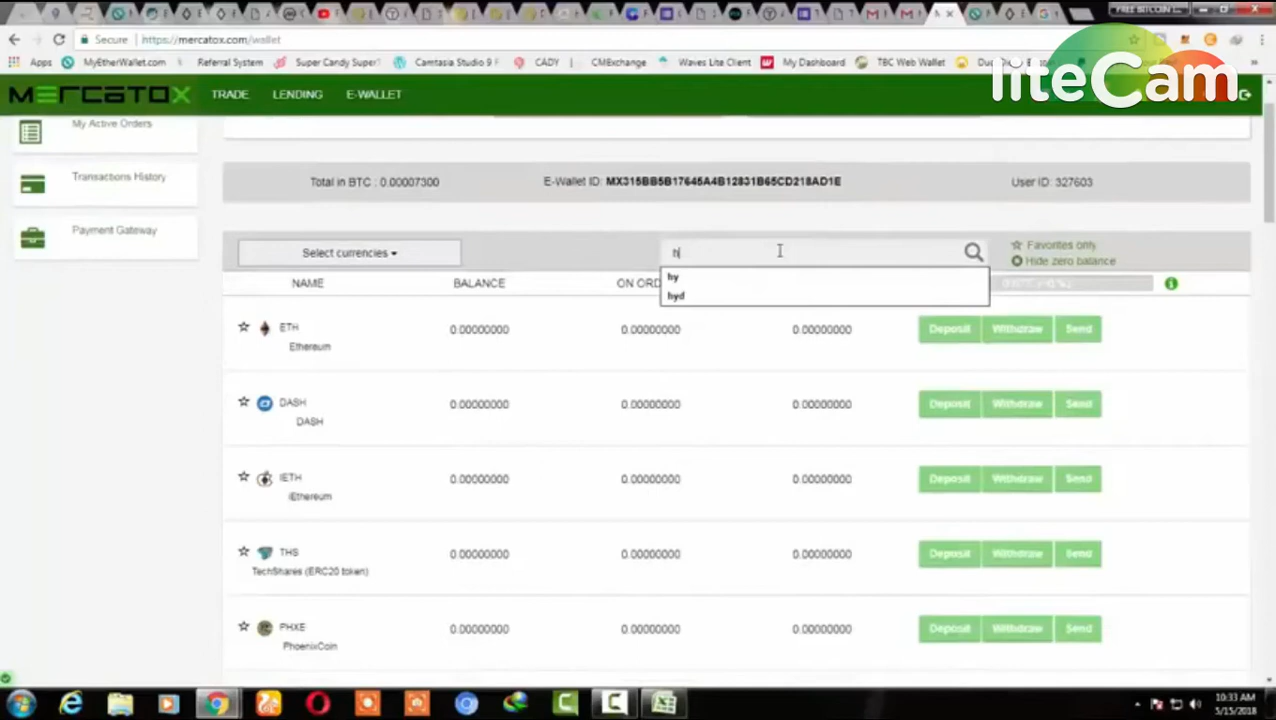 FREE BITCOIN I...
Secure | https://mercatox.com/wallet
Apps MyEtherWallet.com Referral System Super Candy Super Camtasia Studio 9 F CADY CMExchange Waves Lite Client My Dashboard TBC Web Wallet
liteCam
MERCATOX TRADE LENDING E-WALLET
My Active Orders
Transactions History
Payment Gateway
Total in BTC : 0.00007300 E-Wallet ID: MX315BB5B17645A4B12831B65CD218AD1E User ID: 327603
Select currencies h Favorites only
Hide zero balance
hy
hyd
NAME BALANCE ON ORD
ETH 0.00000000 0.00000000 0.00000000 Deposit Withdraw Send
Ethereum
DASH 0.00000000 0.00000000 0.00000000 Deposit Withdraw Send
DASH
IETH 0.00000000 0.00000000 0.00000000 Deposit Withdraw Send
iEthereum
THS 0.00000000 0.00000000 0.00000000 Deposit Withdraw Send
TechShares (ERC20 token)
PHXE 0.00000000 0.00000000 0.00000000 Deposit Withdraw Send
PhoenixCoin
10:33 AM
5/15/2018